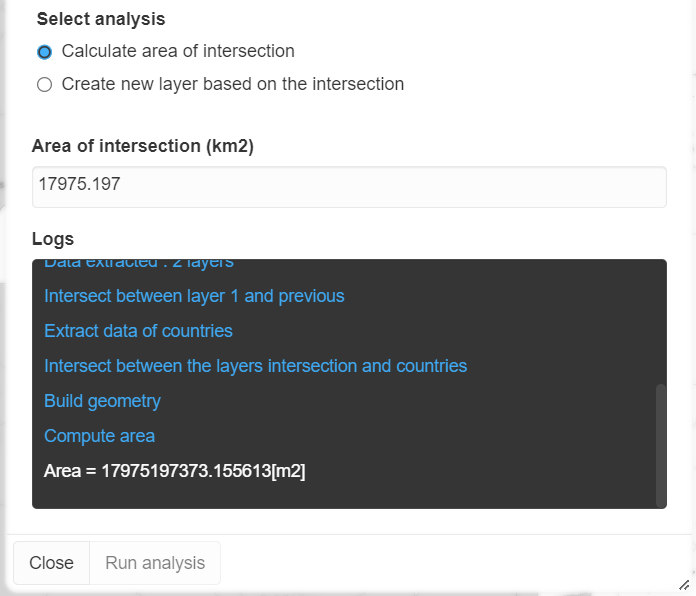 Select analysis
Calculate area of intersection
Create new layer based on the intersection
Area of intersection (km2)
17975.197
Logs
Data extracted : 2 layers
Intersect between layer 1 and previous
Extract data of countries
Intersect between the layers intersection and countries
Build geometry
Compute area
Area = 17975197373.155613[m2]
Close
Run analysis